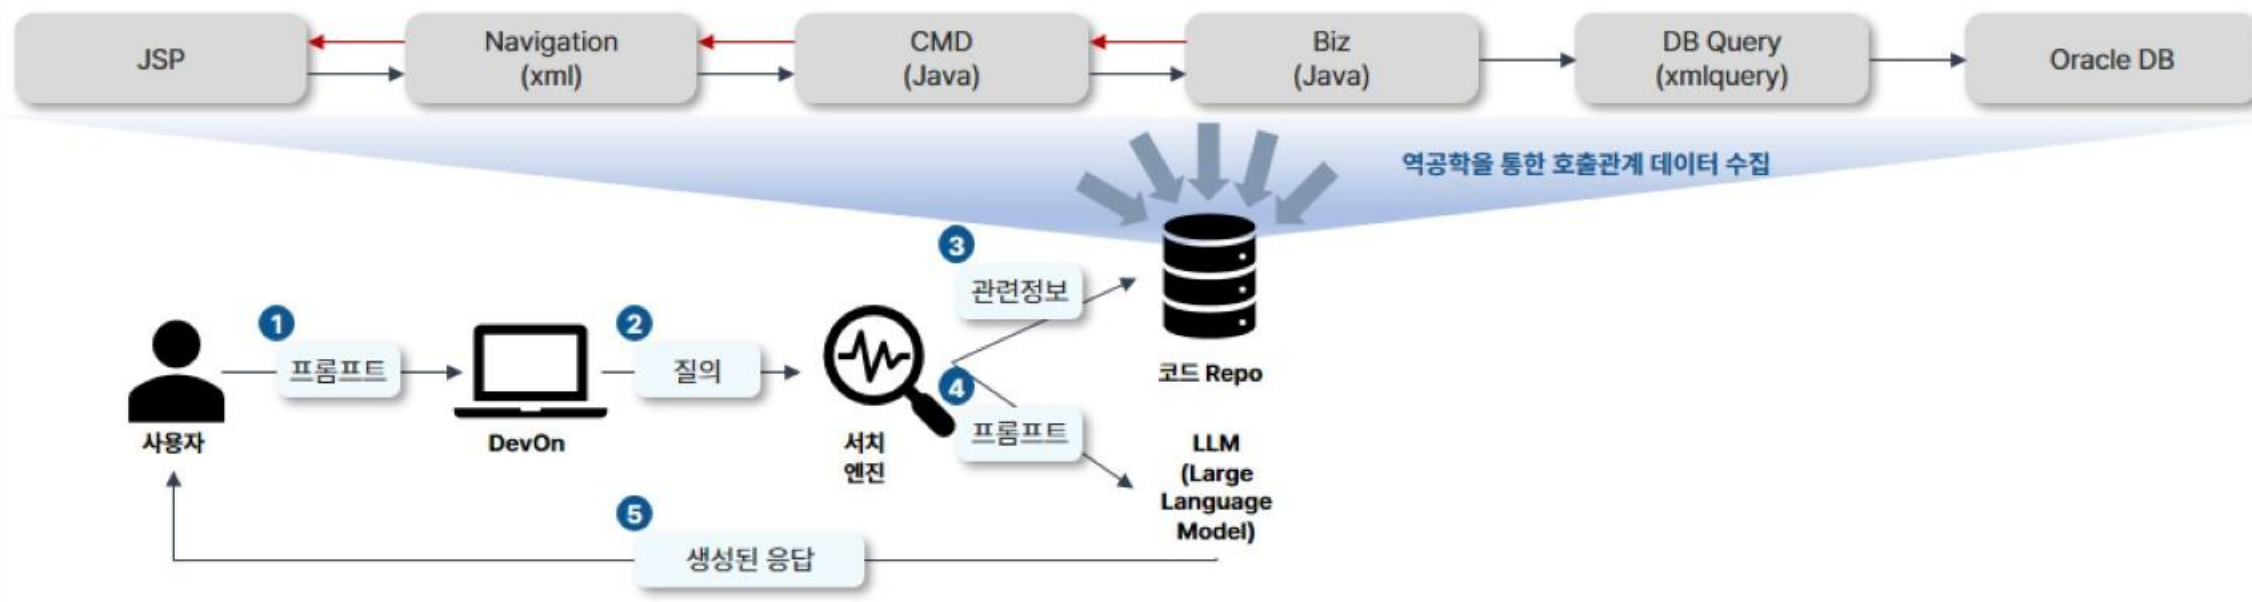 JSP
Navigation
(xml)
CMD
(Java)
Biz
(Java)
DB Query
(xmlquery)
Oracle DB
역공학을 통한 호출관계 데이터 수집
3
관련정보
1
프롬프트
2
질의
코드 Repo
4
프롬프트
사용자
DevOn
서치
엔진
LLM
(Large
Language
Model)
5
생성된 응답